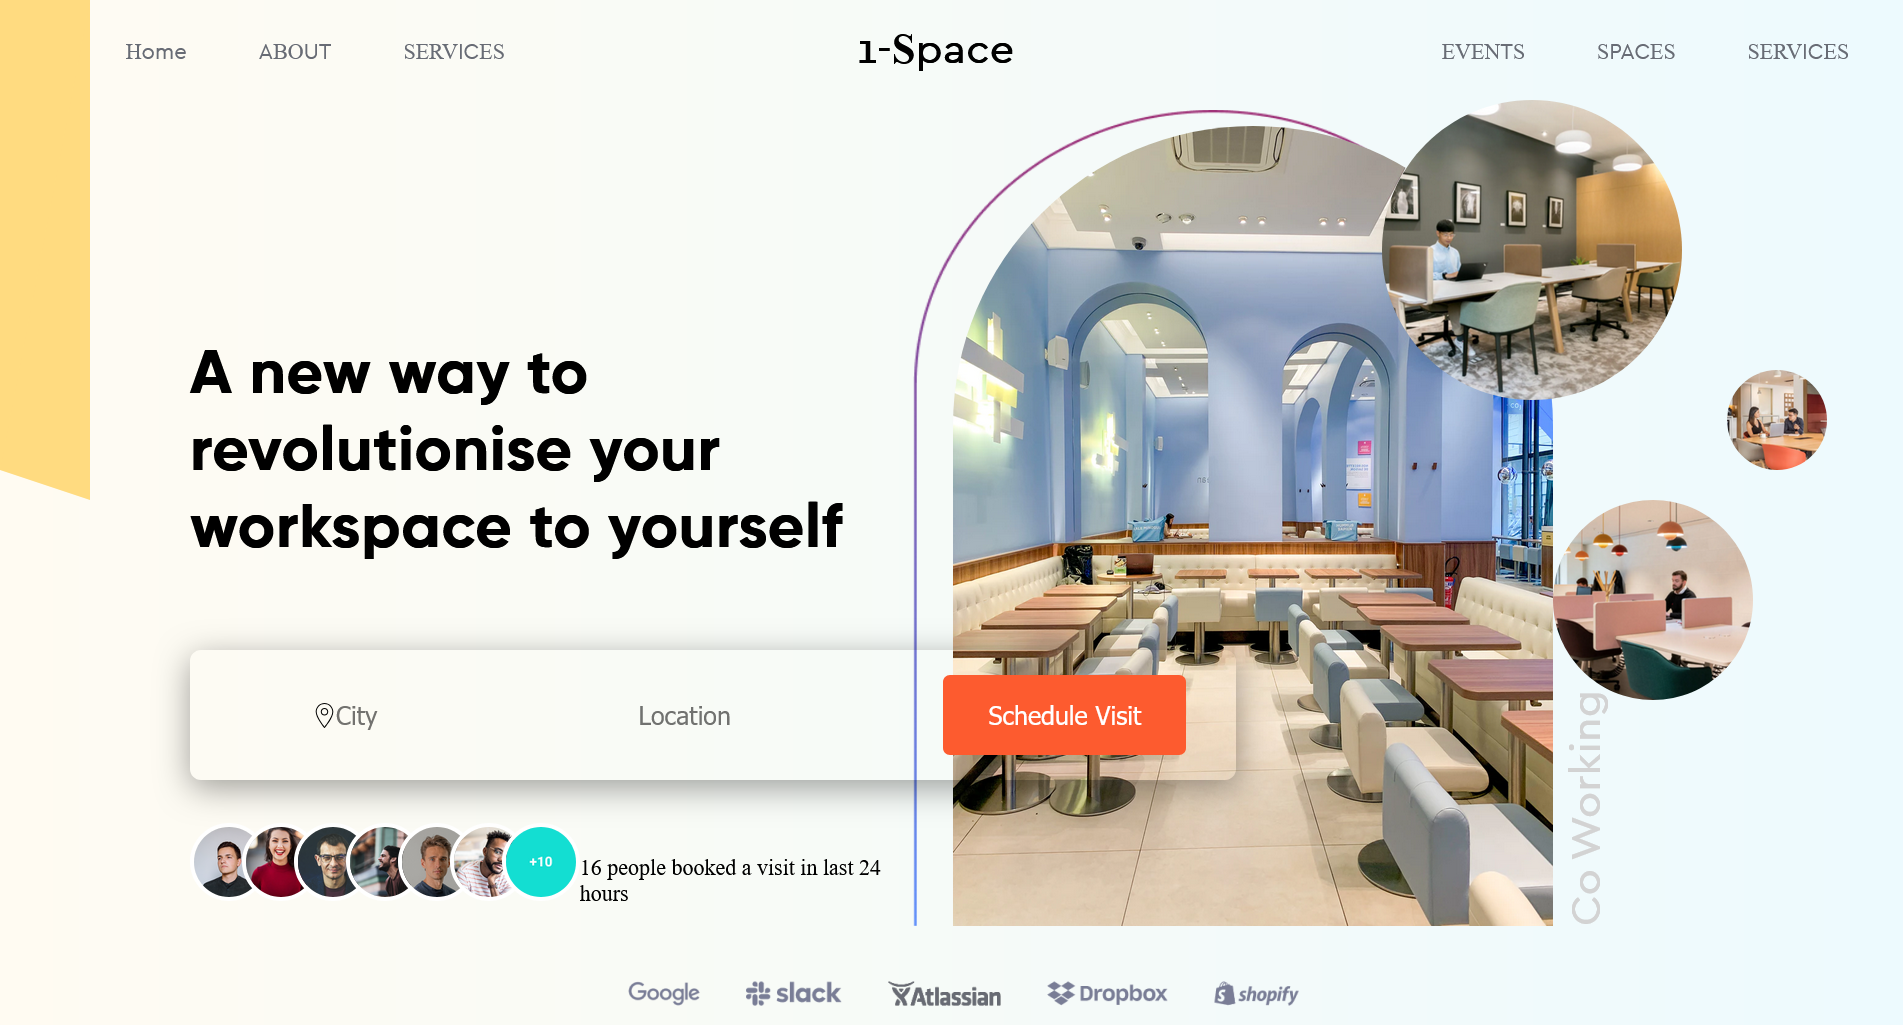 Home ABOUT SERVICES 1-Space EVENTS SPACES SERVICES
A new way to
revolutionise your
workspace to yourself
City Location Schedule Visit
Co Working
+10
16 people booked a visit in last 24
hours
Google slack Atlassian Dropbox shopify